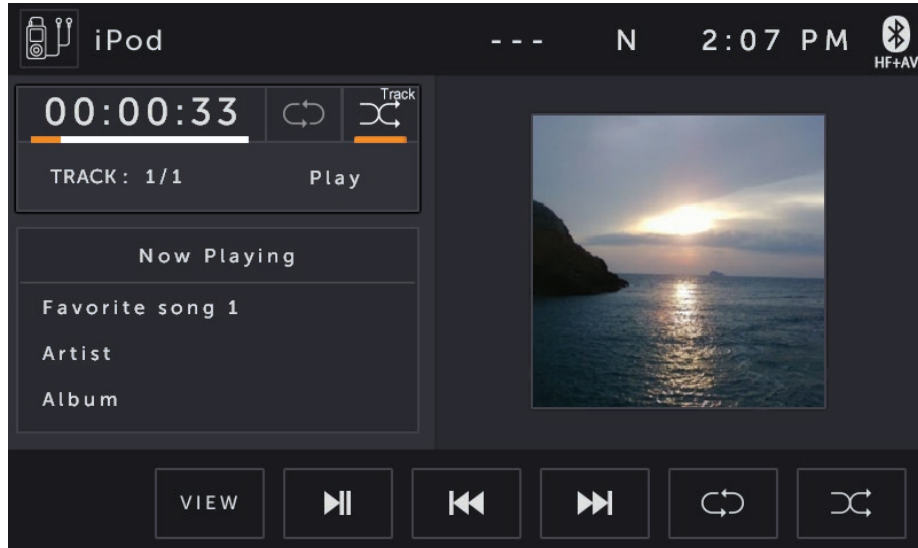 iPod --- N 2:07 PM
HF+AV
00:00:33 Track
TRACK: 1/1 Play
Now Playing
Favorite song 1
Artist
Album
VIEW